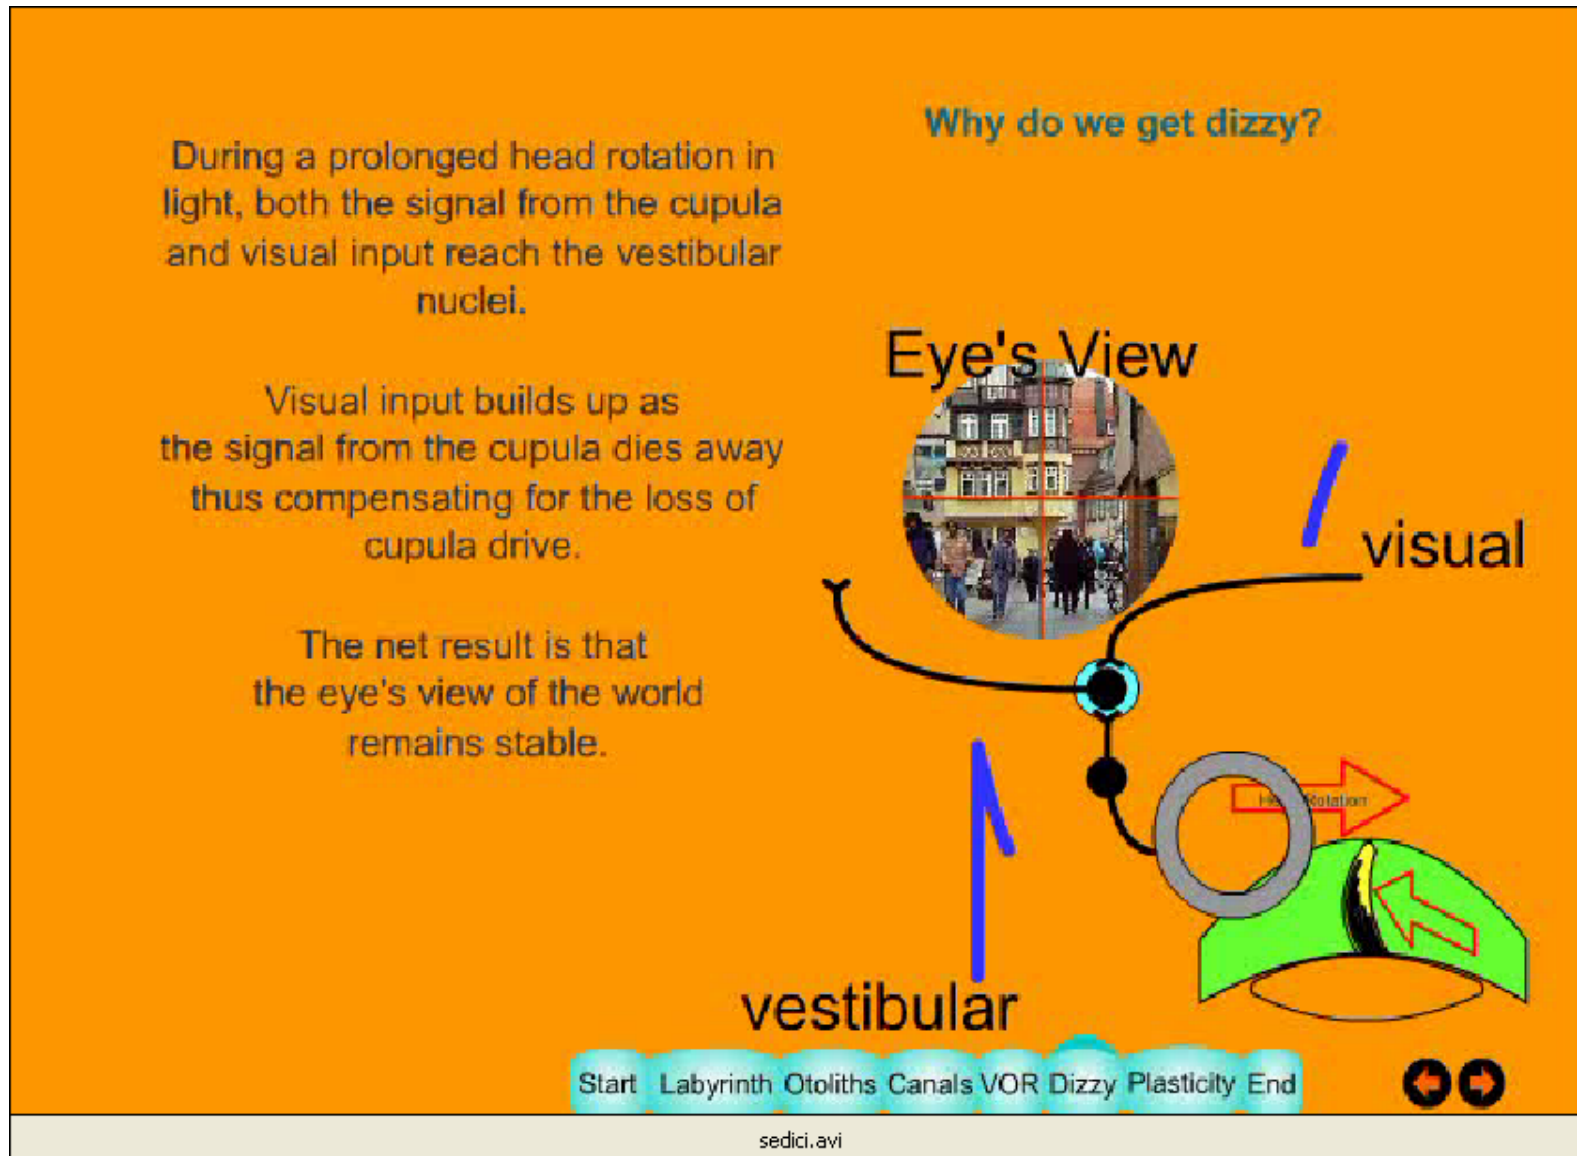 Why do we get dizzy?
During a prolonged head rotation in
light, both the signal from the cupula
and visual input reach the vestibular
nuclei.
Visual input builds up as
the signal from the cupula dies away
thus compensating for the loss of
cupula drive.
The net result is that
the eye's view of the world
remains stable.
Eye's View
visual
Rotation
vestibular
Start Labyrinth Otoliths Canals VOR Dizzy Plasticity End
sedici.avi